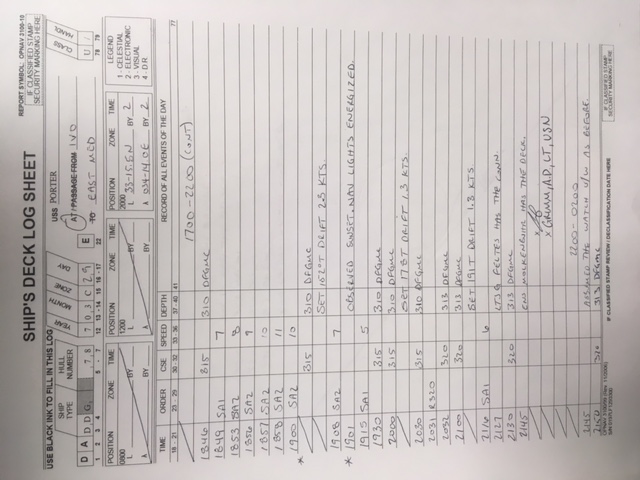 SHIP'S DECK LOG SHEET
REPORT SYMBOL: OPNAV 3100-10
IF CLASSIFIED STAMP
SECURITY MARKING HERE
USE BLACK INK TO FILL IN THIS LOG
SHIP TYPE HULL NUMBER YEAR MONTH ZONE DAY
D A D D G 7 8 7 0 3 C 2 9 E
1 2 3 4 5 - 7 12 13 -14 15 16-17 22
USS PORTER
AT / PASSAGE FROM IVO
TO EAST MED
CLASS HANDL
U /
78 79
POSITION ZONE TIME POSITION ZONE TIME POSITION ZONE TIME LEGEND
0800 1200 2000
L BY L BY L 33-15.5N BY 2
λ BY λ BY λ 034-14.0E BY 2
1 - CELESTIAL
2 - ELECTRONIC
3 - VISUAL
4 - D.R.
TIME ORDER CSE SPEED DEPTH RECORD OF ALL EVENTS OF THE DAY
18 - 21 23 - 29 30 - 32 33 - 36 37 - 40 41 77
1700-2200 (CONT)
1846 315 310 DFGMC
1849 SA1 7
1853 SA2 8
1856 SA2 9
1857 SA2 10
1858 SA2 11
1900 SA2 10
* 315 310 DFGMC
SET 162°T DRIFT 2.3 KTS.
1908 SA2 7
* 1901 OBSERVED SUNSET. NAV LIGHTS ENERGIZED.
1915 SA1 5
1930 315 310 DFGMC
2000 315 310 DFGMC
SET 178T DRIFT 1.3 KTS.
2030 315 310 DFGMC
2031 R320
2032 320 313 DFGMC
2100 320 313 DFGMC
SET 191T DRIFT 1.8 KTS.
2116 SA1 6
2127 LTJG FELTES HAS THE CONN.
2130 320 313 DFGMC
2145 ENS HAS THE DECK.
x
x GRIMM, A.D, LT, USN
2200-0200
2145 ASSUMED THE WATCH U/W AS BEFORE.
2150 320 313 DFGMC
OPNAV 3100/99 (Rev. 11/2006)
IF CLASSIFIED STAMP REVIEW / DECLASSIFICATION DATE HERE
IF CLASSIFIED STAMP
SECURITY MARKING HERE